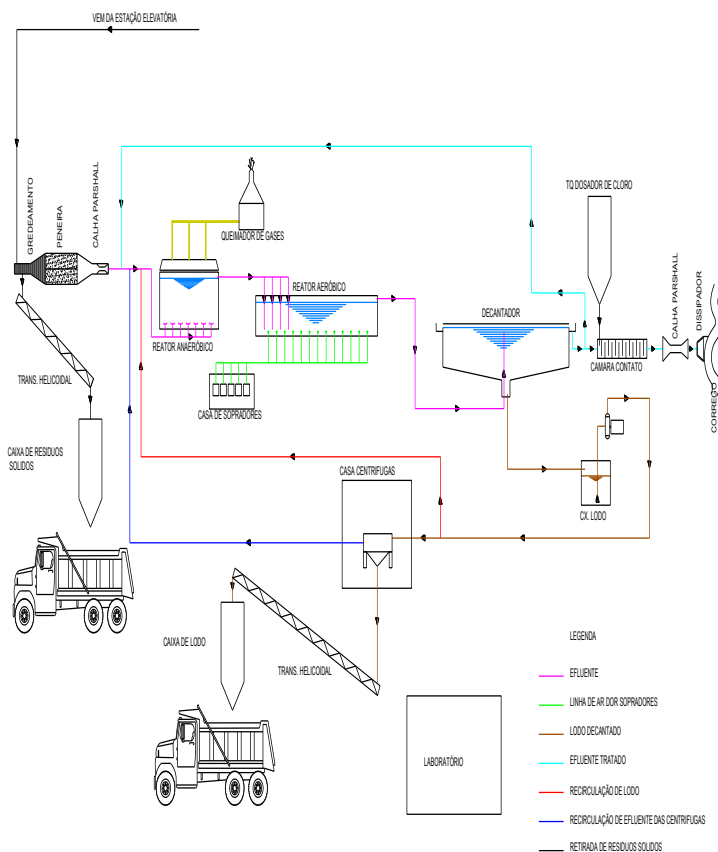 VEM DA ESTAÇÃO ELEVATÓRIA
GREDEAMENTO
PENEIRA
CALHA PARSHALL
QUEIMADOR DE GASES
TQ DOSADOR DE CLORO
REATOR AERÓBICO
REATOR ANAERÓBICO
DECANTADOR
CALHA PARSHALL
DISSIPADOR
CORREGO
CAMARA CONTATO
TRANS. HELICOIDAL
CASA DE SOPRADORES
CAIXA DE RESIDUOS
SOLIDOS
CASA CENTRIFUGAS
CX. LODO
CAIXA DE LODO
TRANS. HELICOIDAL
LABORATÓRIO
LEGENDA
EFLUENTE
LINHA DE AR DOR SOPRADORES
LODO DECANTADO
EFLUENTE TRATADO
RECIRCULAÇÃO DE LODO
RECIRCULAÇÃO DE EFLUENTE DAS CENTRIFUGAS
RETIRADA DE RESIDUOS SOLIDOS